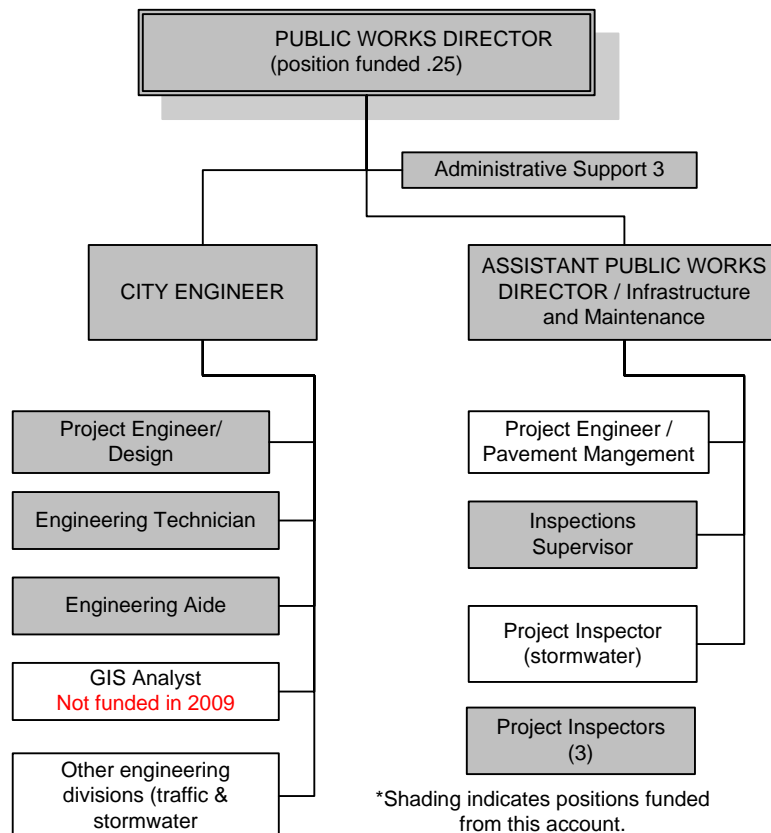 PUBLIC WORKS DIRECTOR
(position funded .25)
Administrative Support 3
CITY ENGINEER
ASSISTANT PUBLIC WORKS
DIRECTOR / Infrastructure
and Maintenance
Project Engineer/
Design
Engineering Technician
Engineering Aide
GIS Analyst
Not funded in 2009
Other engineering
divisions (traffic &
stormwater
Project Engineer /
Pavement Mangement
Inspections
Supervisor
Project Inspector
(stormwater)
Project Inspectors
(3)
*Shading indicates positions funded
from this account.